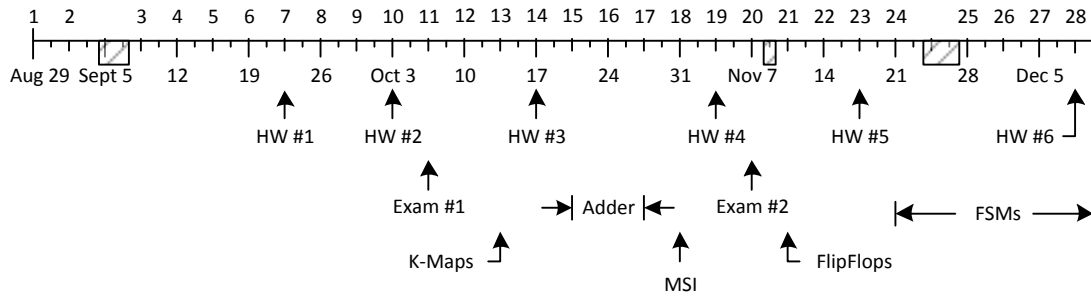 1 2 3 4 5 6 7 8 9 10 11 12 13 14 15 16 17 18 19 20 21 22 23 24 25 26 27 28
Aug 29 Sept 5 12 19 26 Oct 3 10 17 24 31 Nov 7 14 21 28 Dec 5
HW #1 HW #2 HW #3 HW #4 HW #5 HW #6
Exam #1 Adder Exam #2 FSMs
K-Maps FlipFlops
MSI